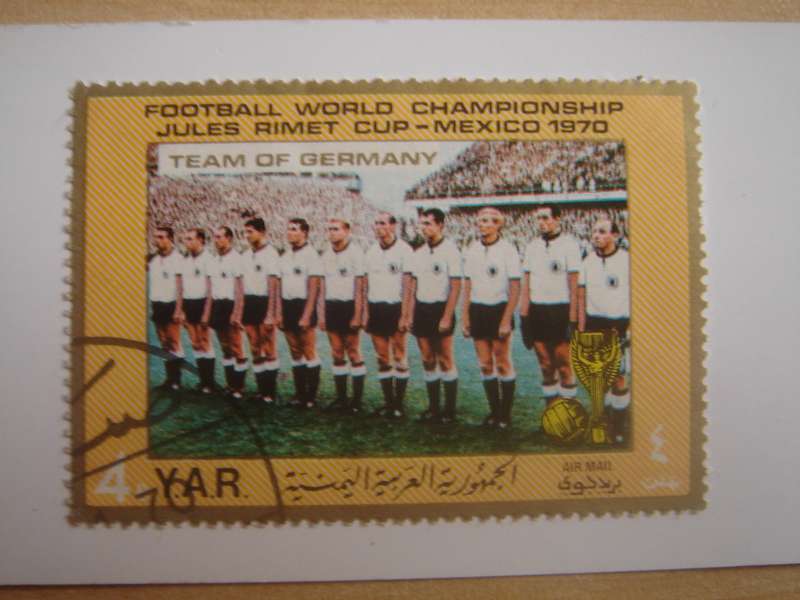 FOOTBALL WORLD CHAMPIONSHIP
JULES RIMET CUP-MEXICO 1970
TEAM OF GERMANY
4 Y.A.R. الجمهورية العربية اليمنية
AIR MAIL
بريد جوى
٤